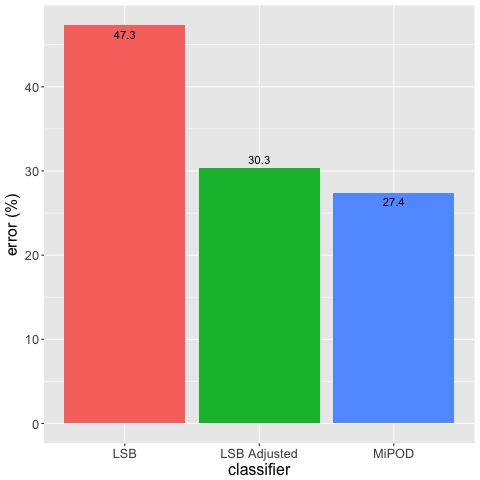 47.3
30.3
27.4
40
30
20
10
0
error (%)
LSB
LSB Adjusted
MiPOD
classifier